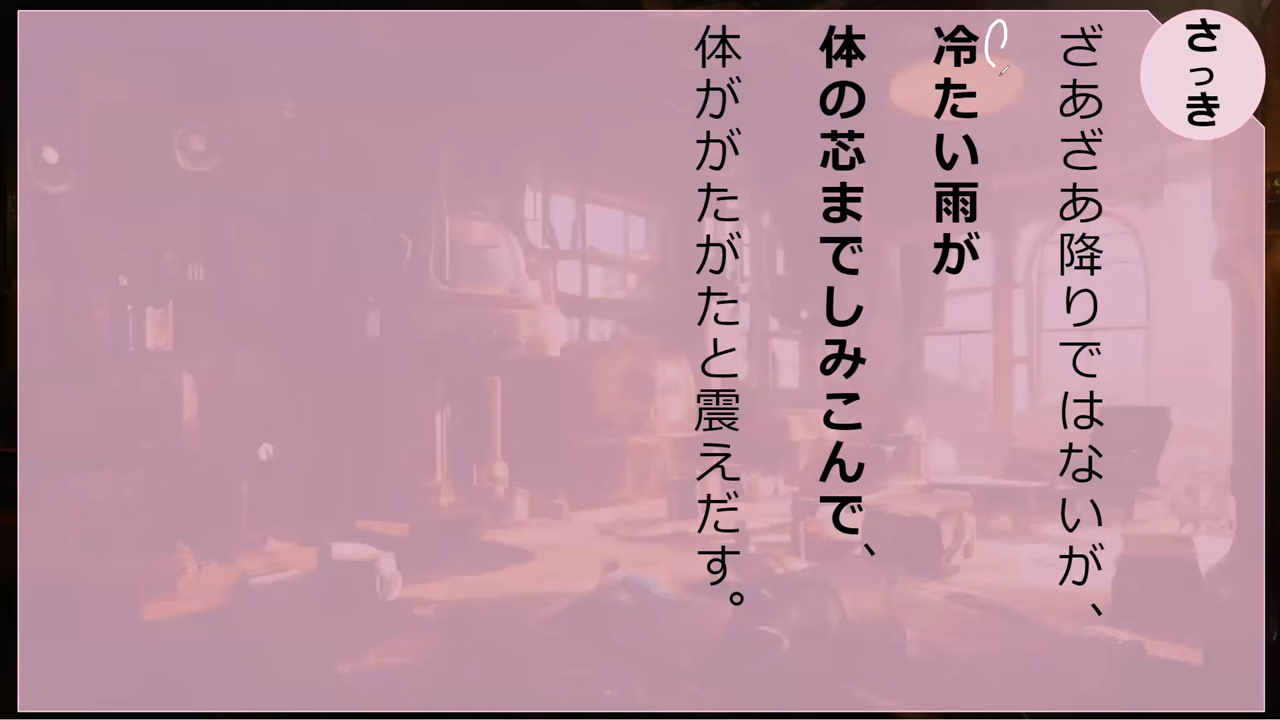 さっき
ざあざあ降りではないが、
冷たい雨が
体の芯までしみこんで、
体ががたがたと震えだす。